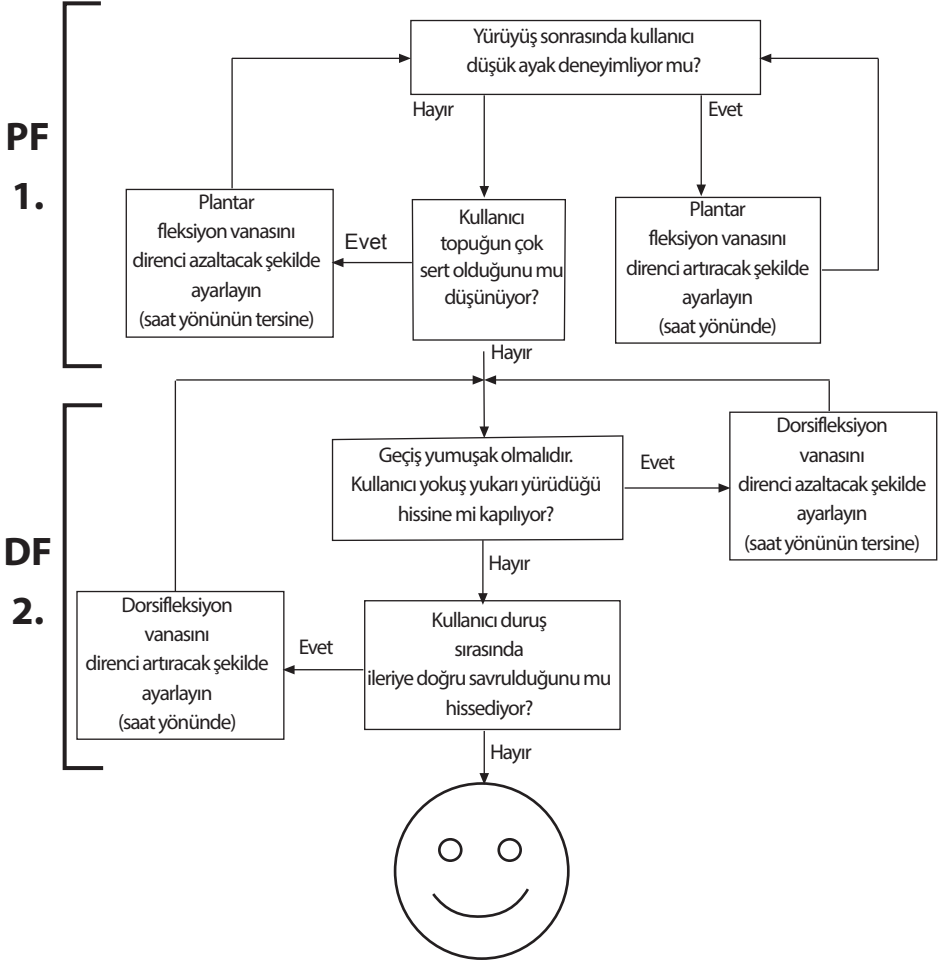 Yürüyüş sonrasında kullanıcı
düşük ayak deneyimliyor mu?
Hayır
Evet
PF
1.
Plantar
fleksiyon vanasını
direnci azaltacak şekilde
ayarlayın
(saat yönünün tersine)
Evet
Kullanıcı
topuğun çok
sert olduğunu mu
düşünüyor?
Plantar
fleksiyon vanasını
direnci artıracak şekilde
ayarlayın
(saat yönünde)
Hayır
DF
2.
Geçiş yumuşak olmalıdır.
Kullanıcı yokuş yukarı yürüdüğü
hissine mi kapılıyor?
Evet
Dorsifleksiyon
vanasını
direnci azaltacak şekilde
ayarlayın
(saat yönünün tersine)
Hayır
Dorsifleksiyon
vanasını
direnci artıracak şekilde
ayarlayın
(saat yönünde)
Evet
Kullanıcı duruş
sırasında
ileriye doğru savrulduğunu mu
hissediyor?
Hayır